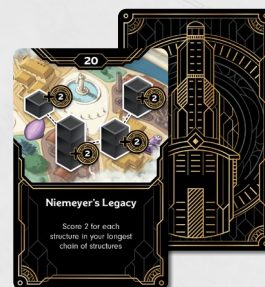 20
2
2
2
2
Niemeyer's Legacy
Score 2 for each
structure in your longest
chain of structures